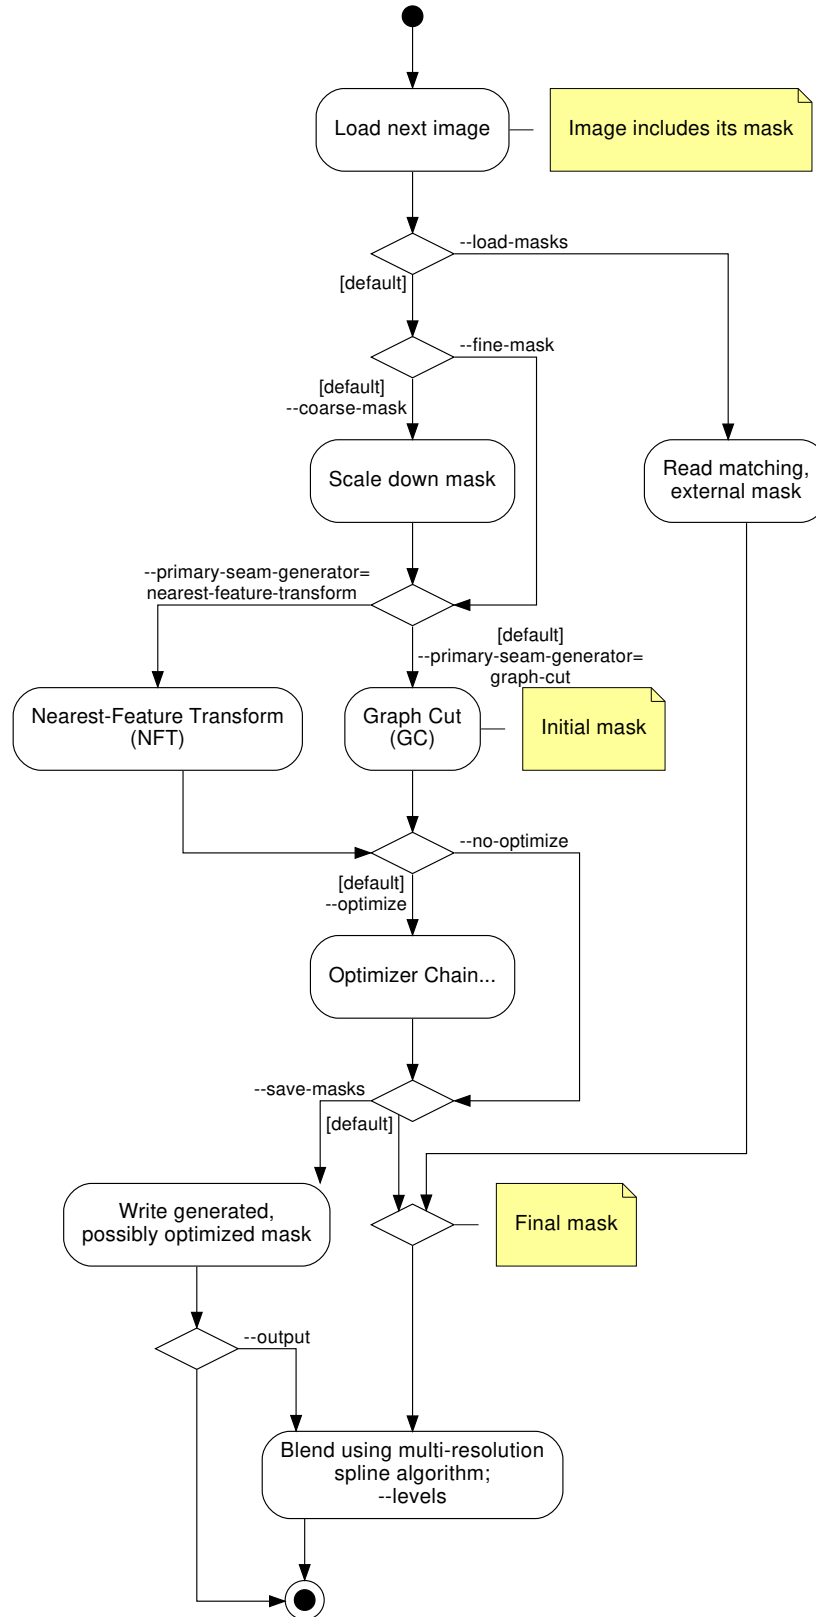 Load next image
Image includes its mask
--load-masks
[default]
--fine-mask
[default]
--coarse-mask
Scale down mask
Read matching,
external mask
--primary-seam-generator=
nearest-feature-transform
[default]
--primary-seam-generator=
graph-cut
Nearest-Feature Transform
(NFT)
Graph Cut
(GC)
Initial mask
--no-optimize
[default]
--optimize
Optimizer Chain...
--save-masks
[default]
Write generated,
possibly optimized mask
Final mask
--output
Blend using multi-resolution
spline algorithm;
--levels